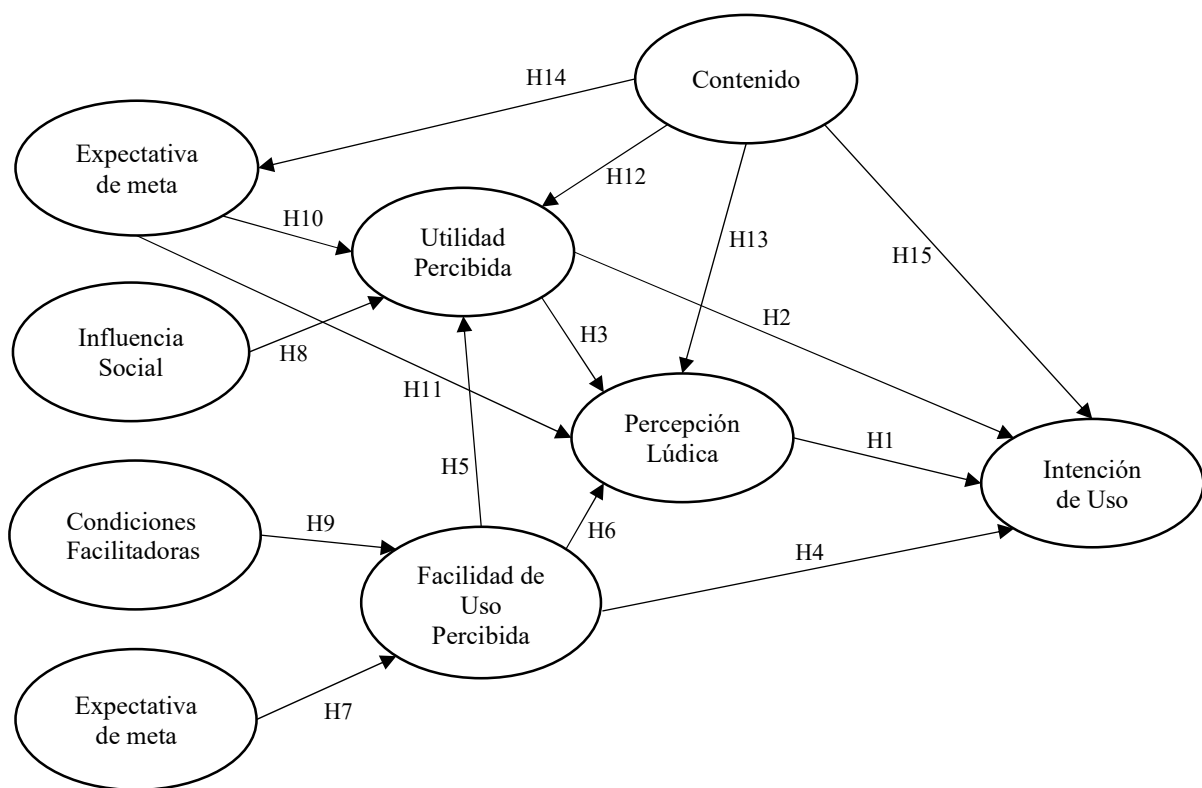 Contenido
H14
Expectativa
de meta
H12
H10
Utilidad
Percibida
H13
H15
Influencia
Social
H8
H3
H2
H11
Percepción
Lúdica
H1
Intención
de Uso
H5
H6
Condiciones
Facilitadoras
H9
H4
Facilidad de
Uso
Percibida
Expectativa
de meta
H7